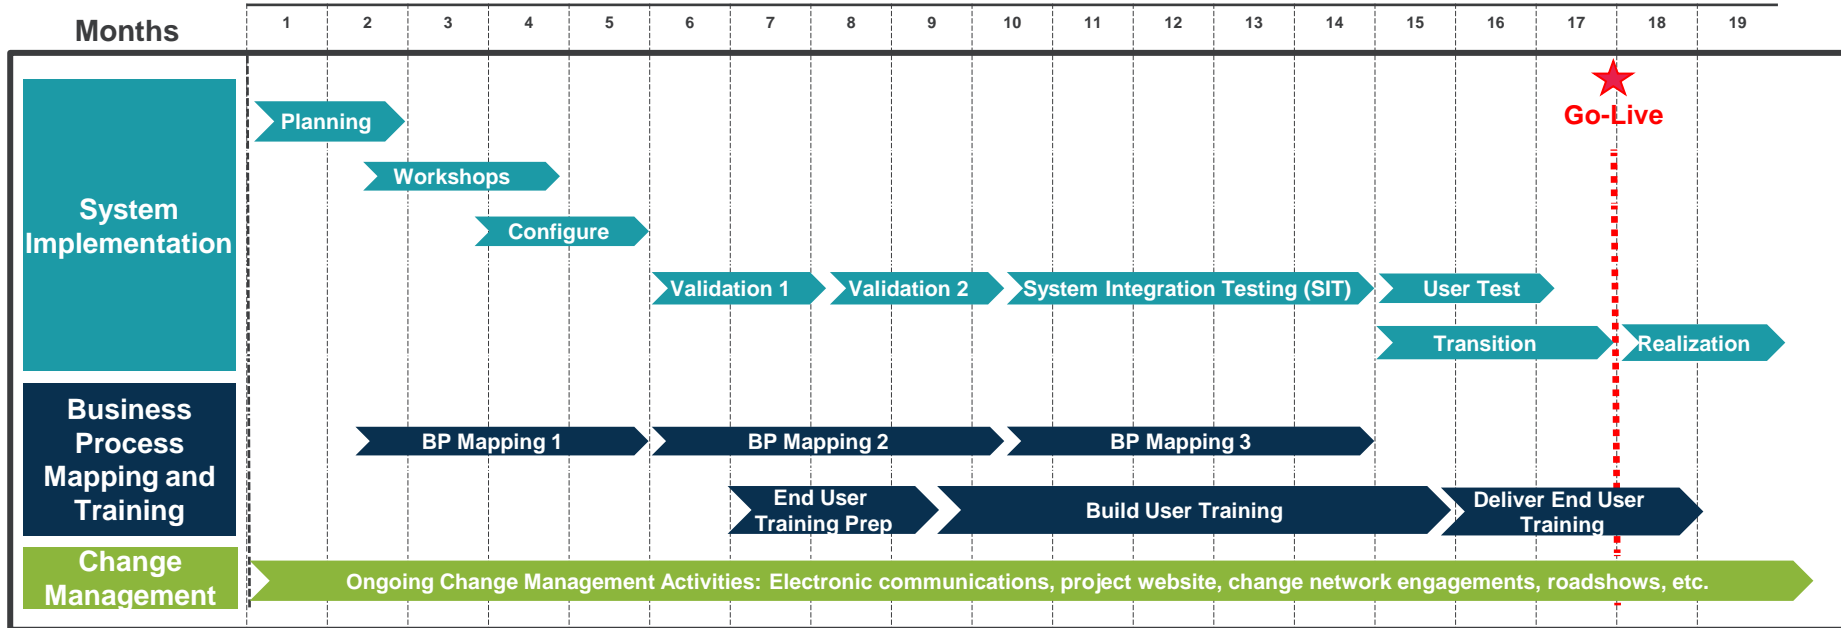 Months
1 2 3 4 5 6 7 8 9 10 11 12 13 14 15 16 17 18 19
Go-Live
System
Implementation
Planning
Workshops
Configure
Validation 1
Validation 2
System Integration Testing (SIT)
User Test
Transition
Realization
Business
Process
Mapping and
Training
BP Mapping 1
BP Mapping 2
BP Mapping 3
End User
Training Prep
Build User Training
Deliver End User
Training
Change
Management
Ongoing Change Management Activities: Electronic communications, project website, change network engagements, roadshows, etc.